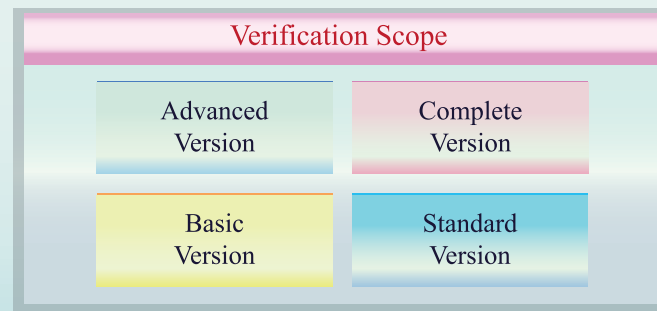 Verification Scope
Advanced
Version
Complete
Version
Basic
Version
Standard
Version